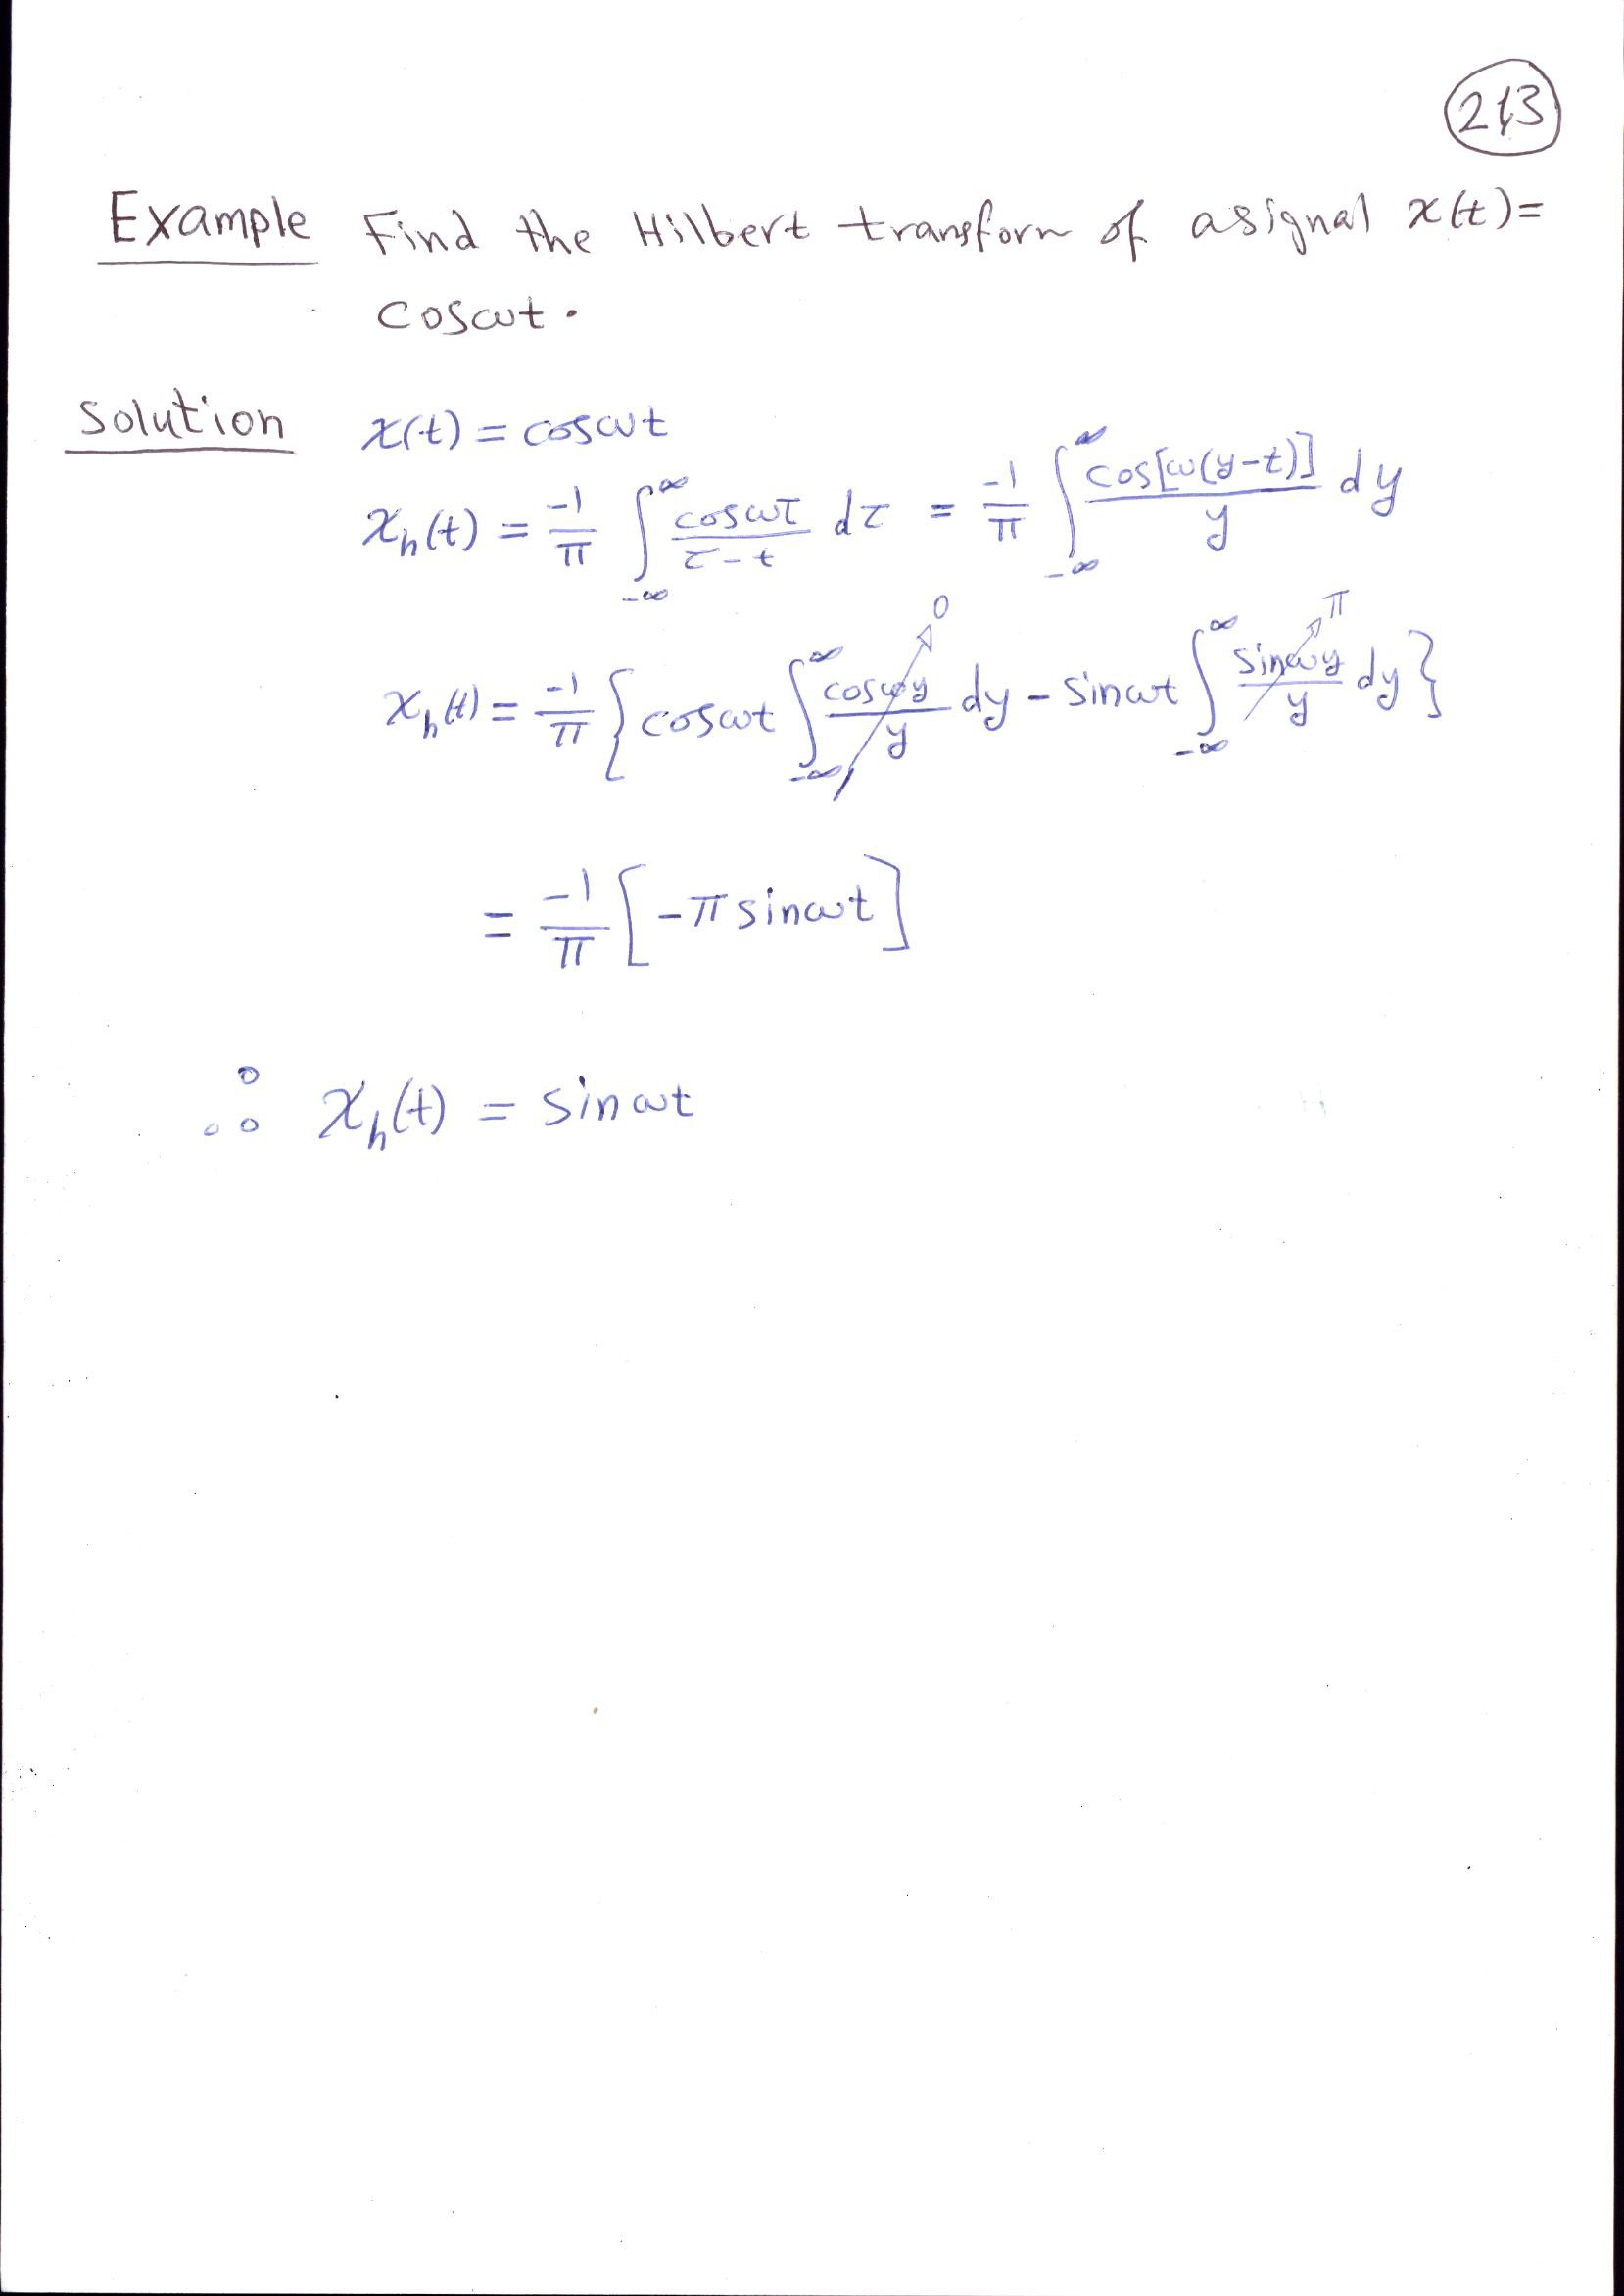 213
Example Find the Hilbert transform of a signal x(t)=
cosωt.
Solution x(t) = cosωt
x_h(t) = -1/π ∫_{-∞}^{∞} cosωτ/(τ-t) dτ = -1/π ∫_{-∞}^{∞} cos[ω(y-t)]/y dy
x_h(t) = -1/π { cosωt ∫_{-∞}^{∞} cosωy/y dy - sinωt ∫_{-∞}^{∞} sinωy/y dy } 0 π
= -1/π [-π sinωt]
∴ x_h(t) = sinωt